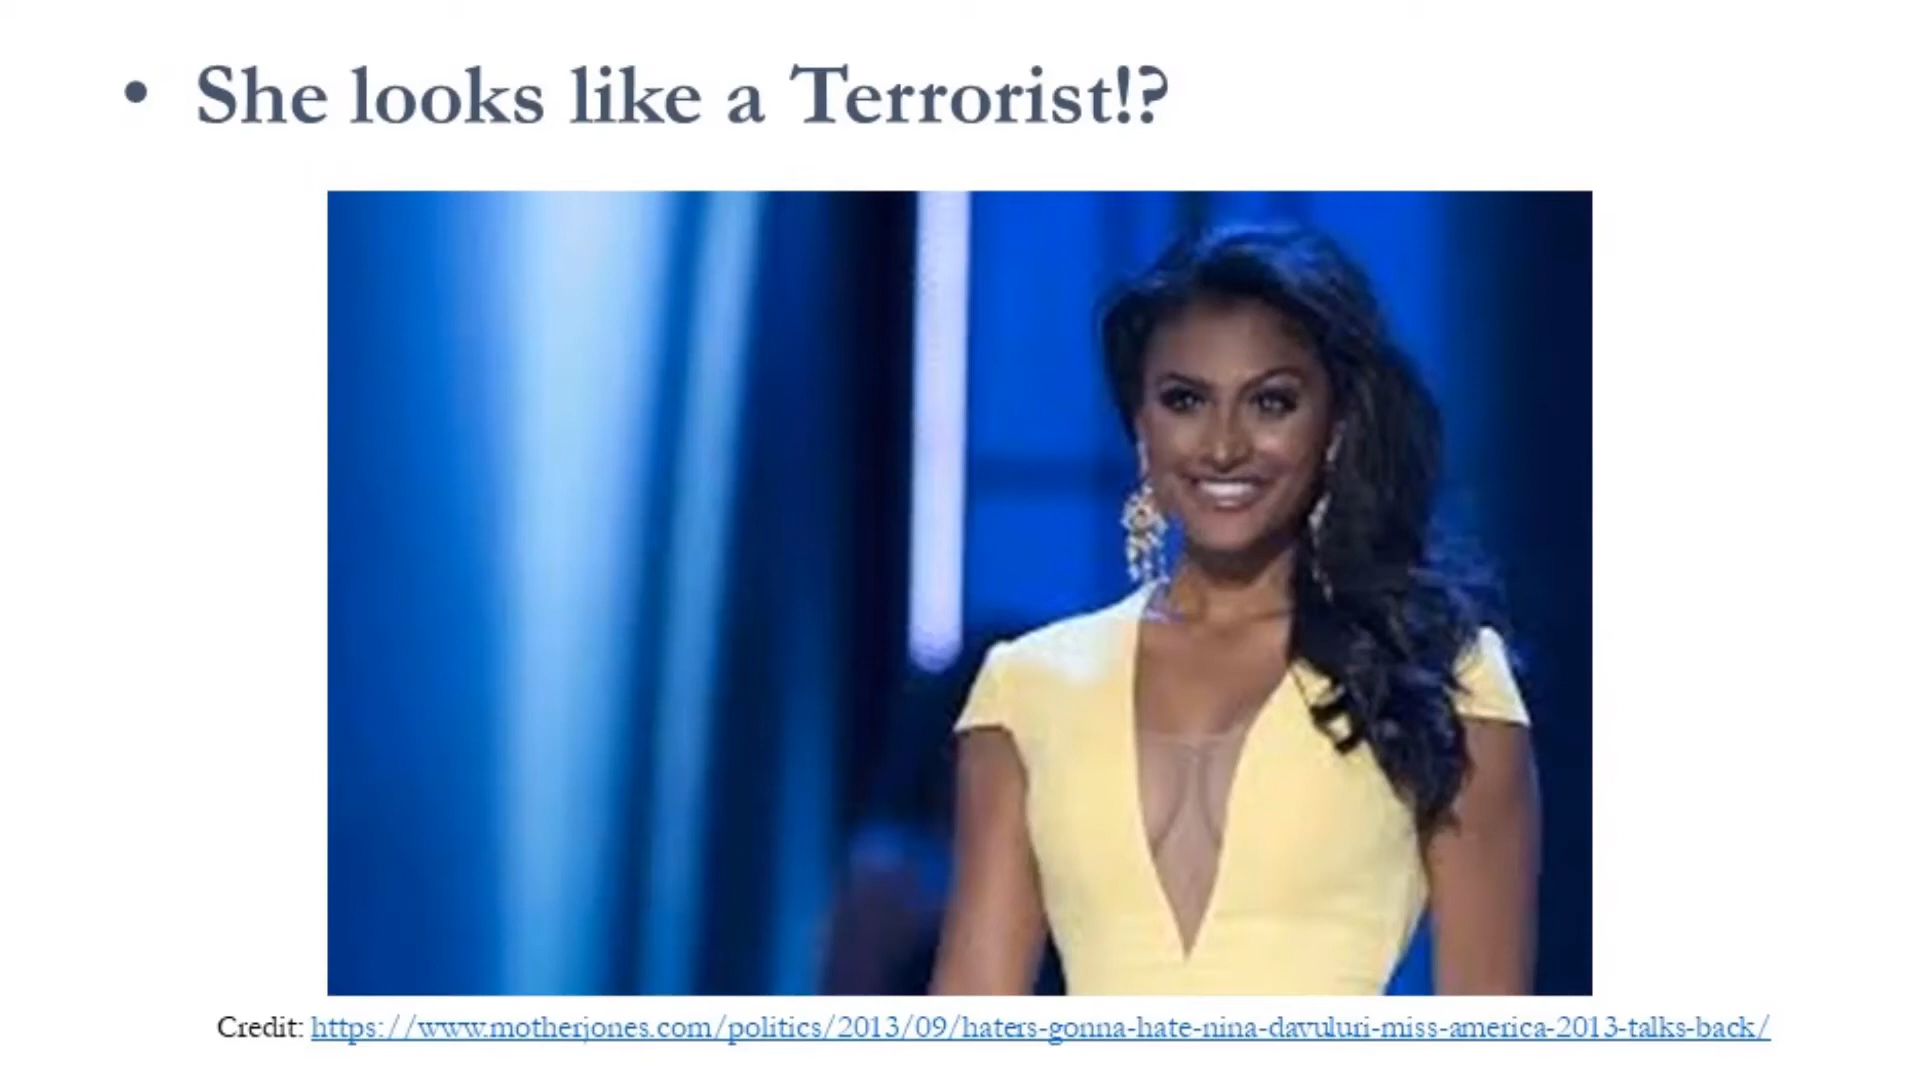 • She looks like a Terrorist!?
Credit: https://www.motherjones.com/politics/2013/09/haters-gonna-hate-nina-davuluri-miss-america-2013-talks-back/